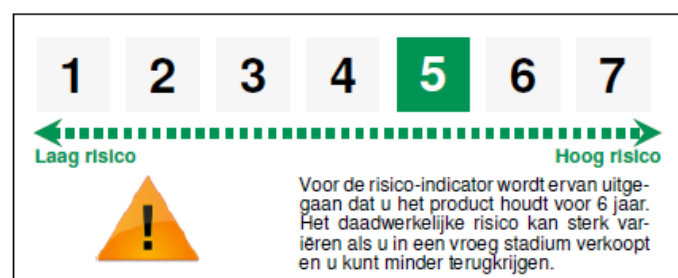 1 2 3 4 5 6 7
Laag risico Hoog risico
!
Voor de risico-indicator wordt ervan uitge-
gaan dat u het product houdt voor 6 jaar.
Het daadwerkelijke risico kan sterk var-
iëren als u in een vroeg stadium verkoopt
en u kunt minder terugkrijgen.